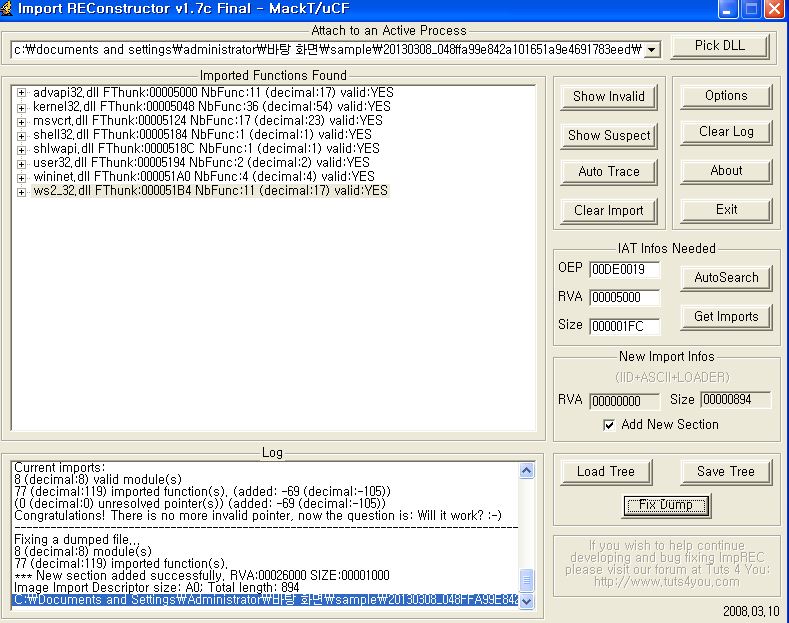 Import REConstructor v1.7c Final - MackT/uCF
Attach to an Active Process
c:₩documents and settings₩administrator₩바탕 화면₩sample₩20130308_048ffa99e842a101651a9e4691783eed₩
Pick DLL
Imported Functions Found
advapi32.dll FThunk:00005000 NbFunc:11 (decimal:17) valid:YES
kernel32.dll FThunk:00005048 NbFunc:36 (decimal:54) valid:YES
msvcrt.dll FThunk:00005124 NbFunc:17 (decimal:23) valid:YES
shell32.dll FThunk:00005184 NbFunc:1 (decimal:1) valid:YES
shlwapi.dll FThunk:0000518C NbFunc:1 (decimal:1) valid:YES
user32.dll FThunk:00005194 NbFunc:2 (decimal:2) valid:YES
wininet.dll FThunk:000051A0 NbFunc:4 (decimal:4) valid:YES
ws2_32.dll FThunk:000051B4 NbFunc:11 (decimal:17) valid:YES
Show Invalid
Show Suspect
Auto Trace
Clear Import
Options
Clear Log
About
Exit
IAT Infos Needed
OEP 00DE0019
RVA 00005000
Size 000001FC
AutoSearch
Get Imports
New Import Infos
(IID+ASCII+LOADER)
RVA 00000000 Size 00000894
Add New Section
Log
Current imports:
8 (decimal:8) valid module(s)
77 (decimal:119) imported function(s). (added: -69 (decimal:-105))
(0 (decimal:0) unresolved pointer(s)) (added: -69 (decimal:-105))
Congratulations! There is no more invalid pointer, now the question is: Will it work? :-)
Fixing a dumped file...
8 (decimal:8) module(s)
77 (decimal:119) imported function(s).
*** New section added successfully. RVA:00026000 SIZE:00001000
Image Import Descriptor size: A0; Total length: 894
C:₩Documents and Settings₩Administrator₩바탕 화면₩sample₩20130308_048FFA99E842
Load Tree
Save Tree
Fix Dump
If you wish to help continue
developing and bug fixing ImpREC
please visit our forum at Tuts 4 You:
http://www.tuts4you.com
2008.03.10